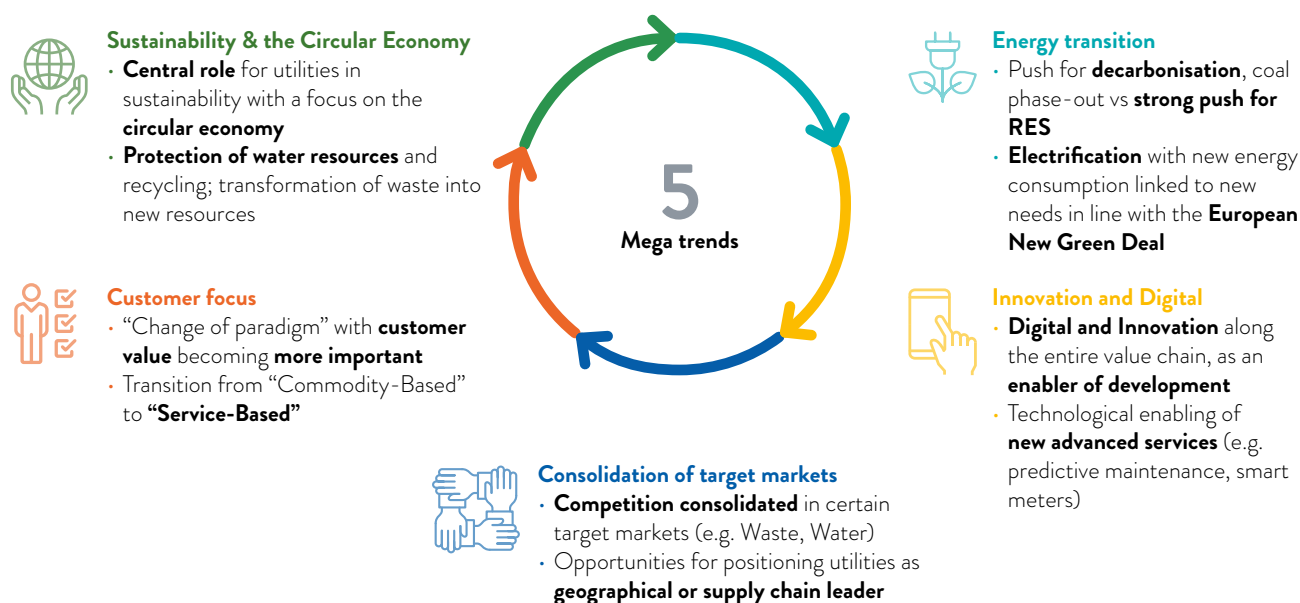 Sustainability & the Circular Economy
• Central role for utilities in
sustainability with a focus on the
circular economy
• Protection of water resources and
recycling; transformation of waste into
new resources
Customer focus
• “Change of paradigm” with customer
value becoming more important
• Transition from “Commodity-Based”
to “Service-Based”
5
Mega trends
Energy transition
• Push for decarbonisation, coal
phase-out vs strong push for
RES
• Electrification with new energy
consumption linked to new
needs in line with the European
New Green Deal
Innovation and Digital
• Digital and Innovation along
the entire value chain, as an
enabler of development
• Technological enabling of
new advanced services (e.g.
predictive maintenance, smart
meters)
Consolidation of target markets
• Competition consolidated in certain
target markets (e.g. Waste, Water)
• Opportunities for positioning utilities as
geographical or supply chain leader